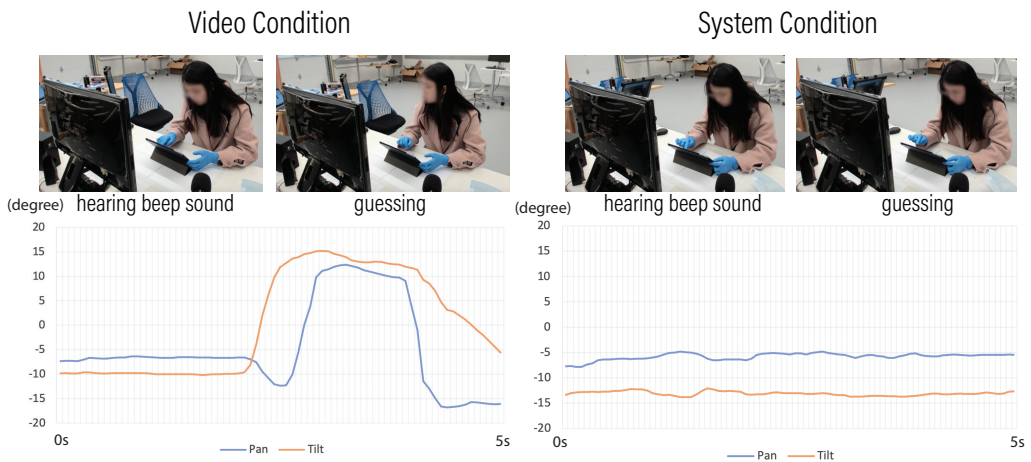 Video Condition
System Condition
hearing beep sound
guessing
hearing beep sound
guessing
(degree)
20
15
10
5
0
-5
-10
-15
-20
0s
5s
Pan
Tilt
(degree)
20
15
10
5
0
-5
-10
-15
-20
0s
5s
Pan
Tilt